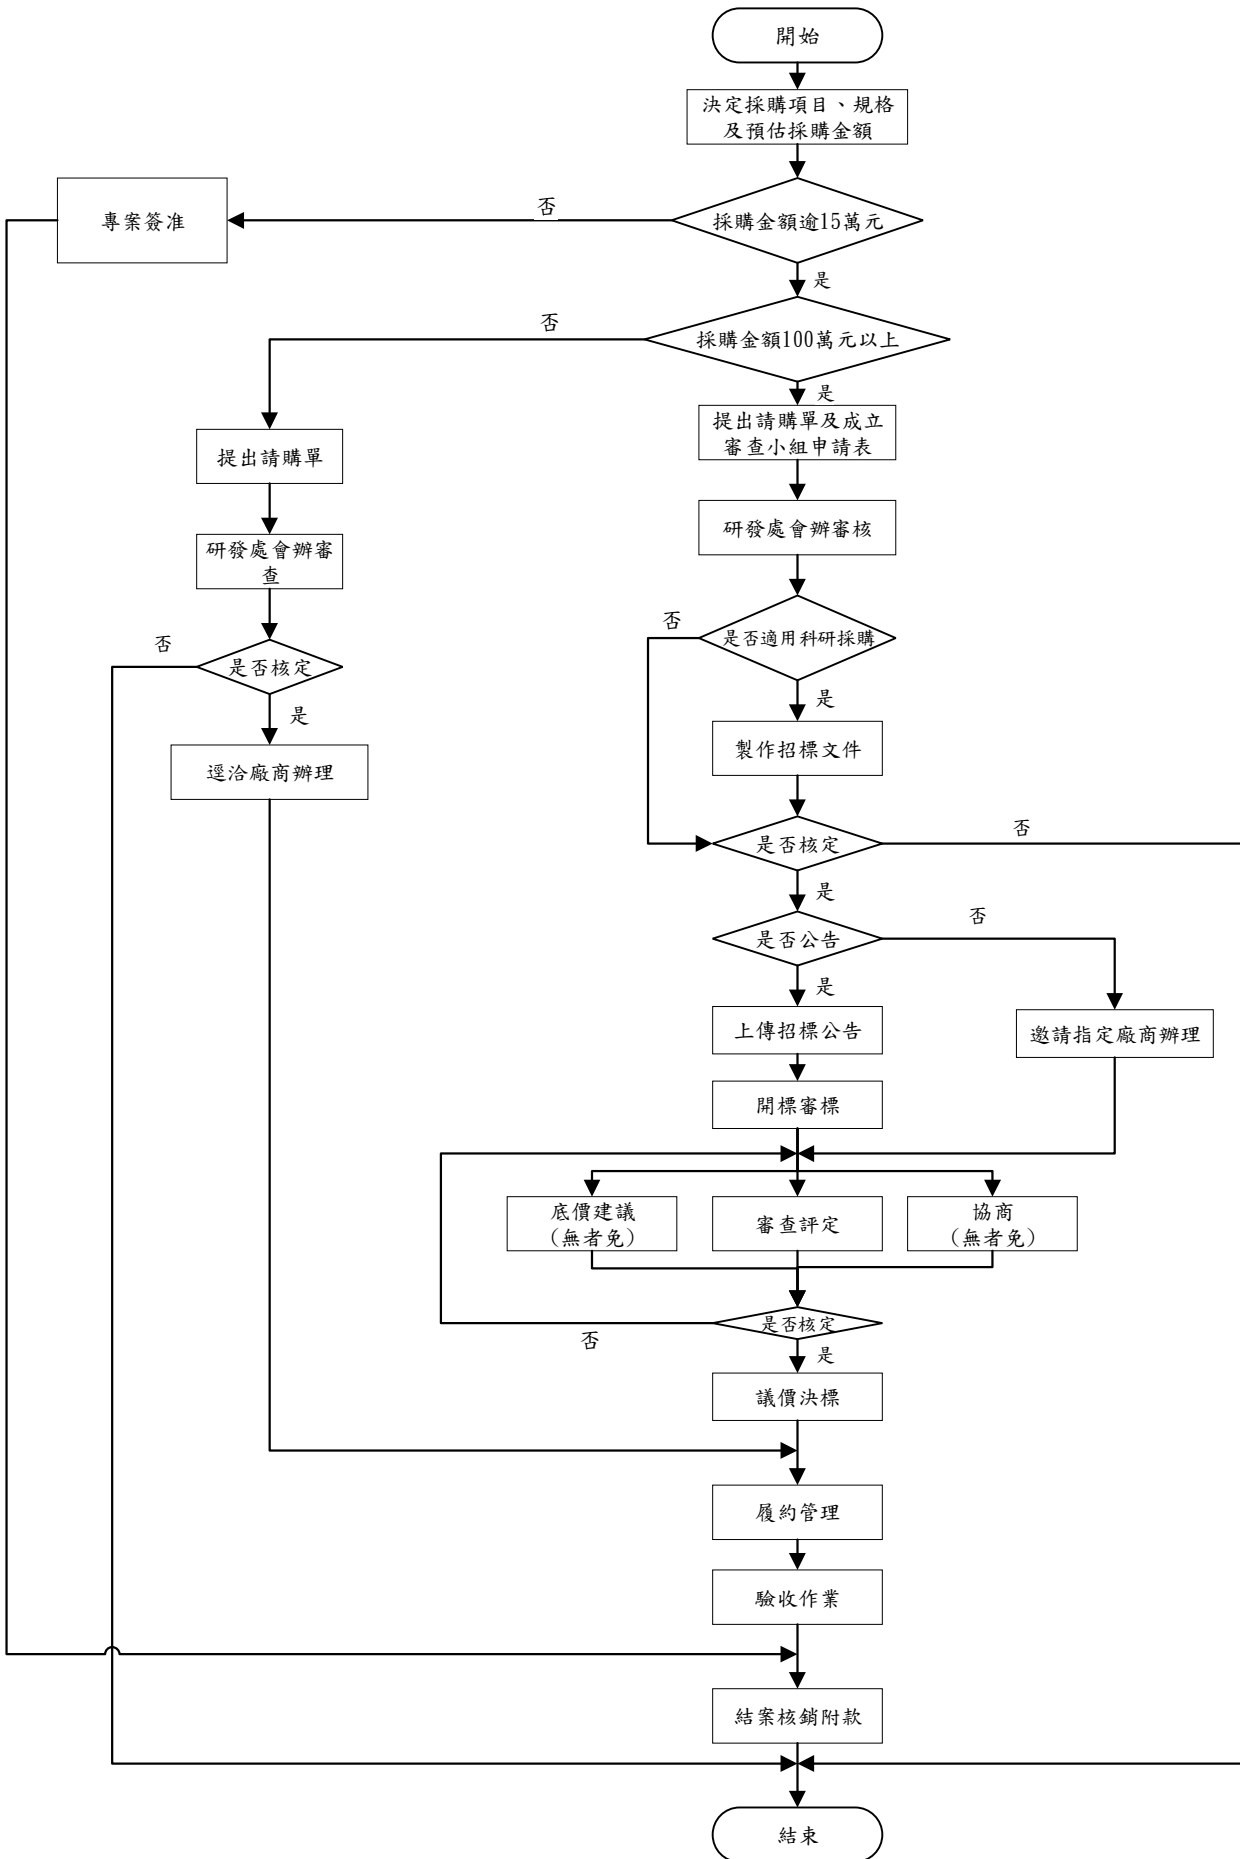 開始
決定採購項目、規格
及預估採購金額
專案簽准
否
採購金額逾15萬元
是
否
採購金額100萬元以上
是
提出請購單
提出請購單及成立
審查小組申請表
研發處會辦審核
研發處會辦審
查
否
是否適用科研採購
否
是否核定
是
是
逕洽廠商辦理
製作招標文件
是否核定
否
是
是否公告
否
是
上傳招標公告
邀請指定廠商辦理
開標審標
底價建議
(無者免)
審查評定
協商
(無者免)
是否核定
否
是
議價決標
履約管理
驗收作業
結案核銷附款
結束